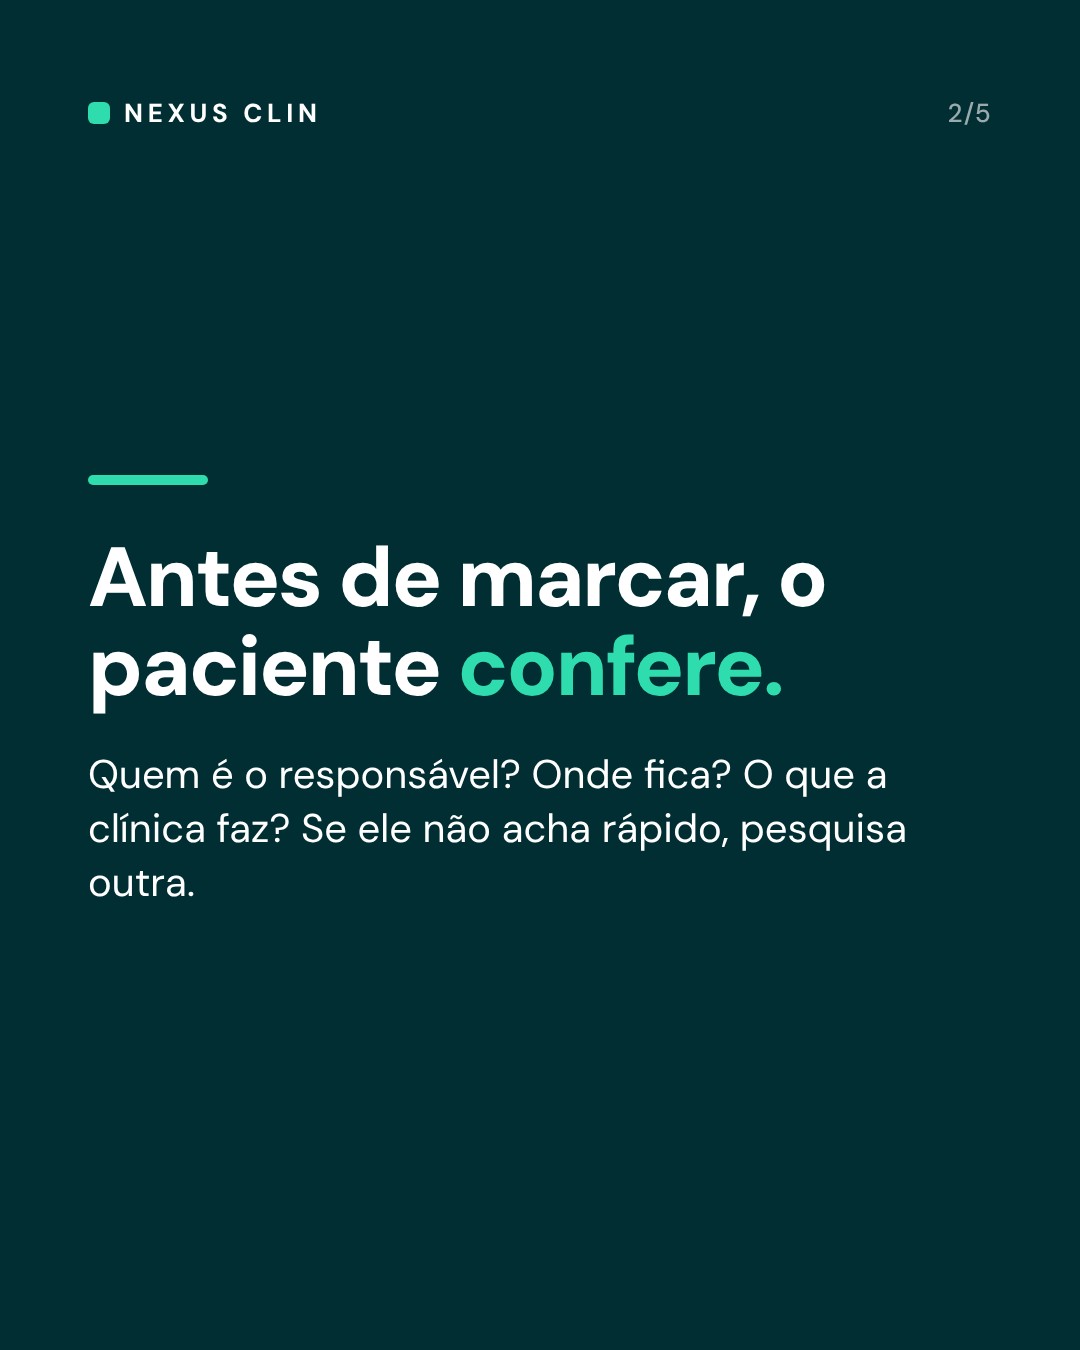 NEXUS CLIN
2/5
Antes de marcar, o
paciente confere.
Quem é o responsável? Onde fica? O que a
clínica faz? Se ele não acha rápido, pesquisa
outra.